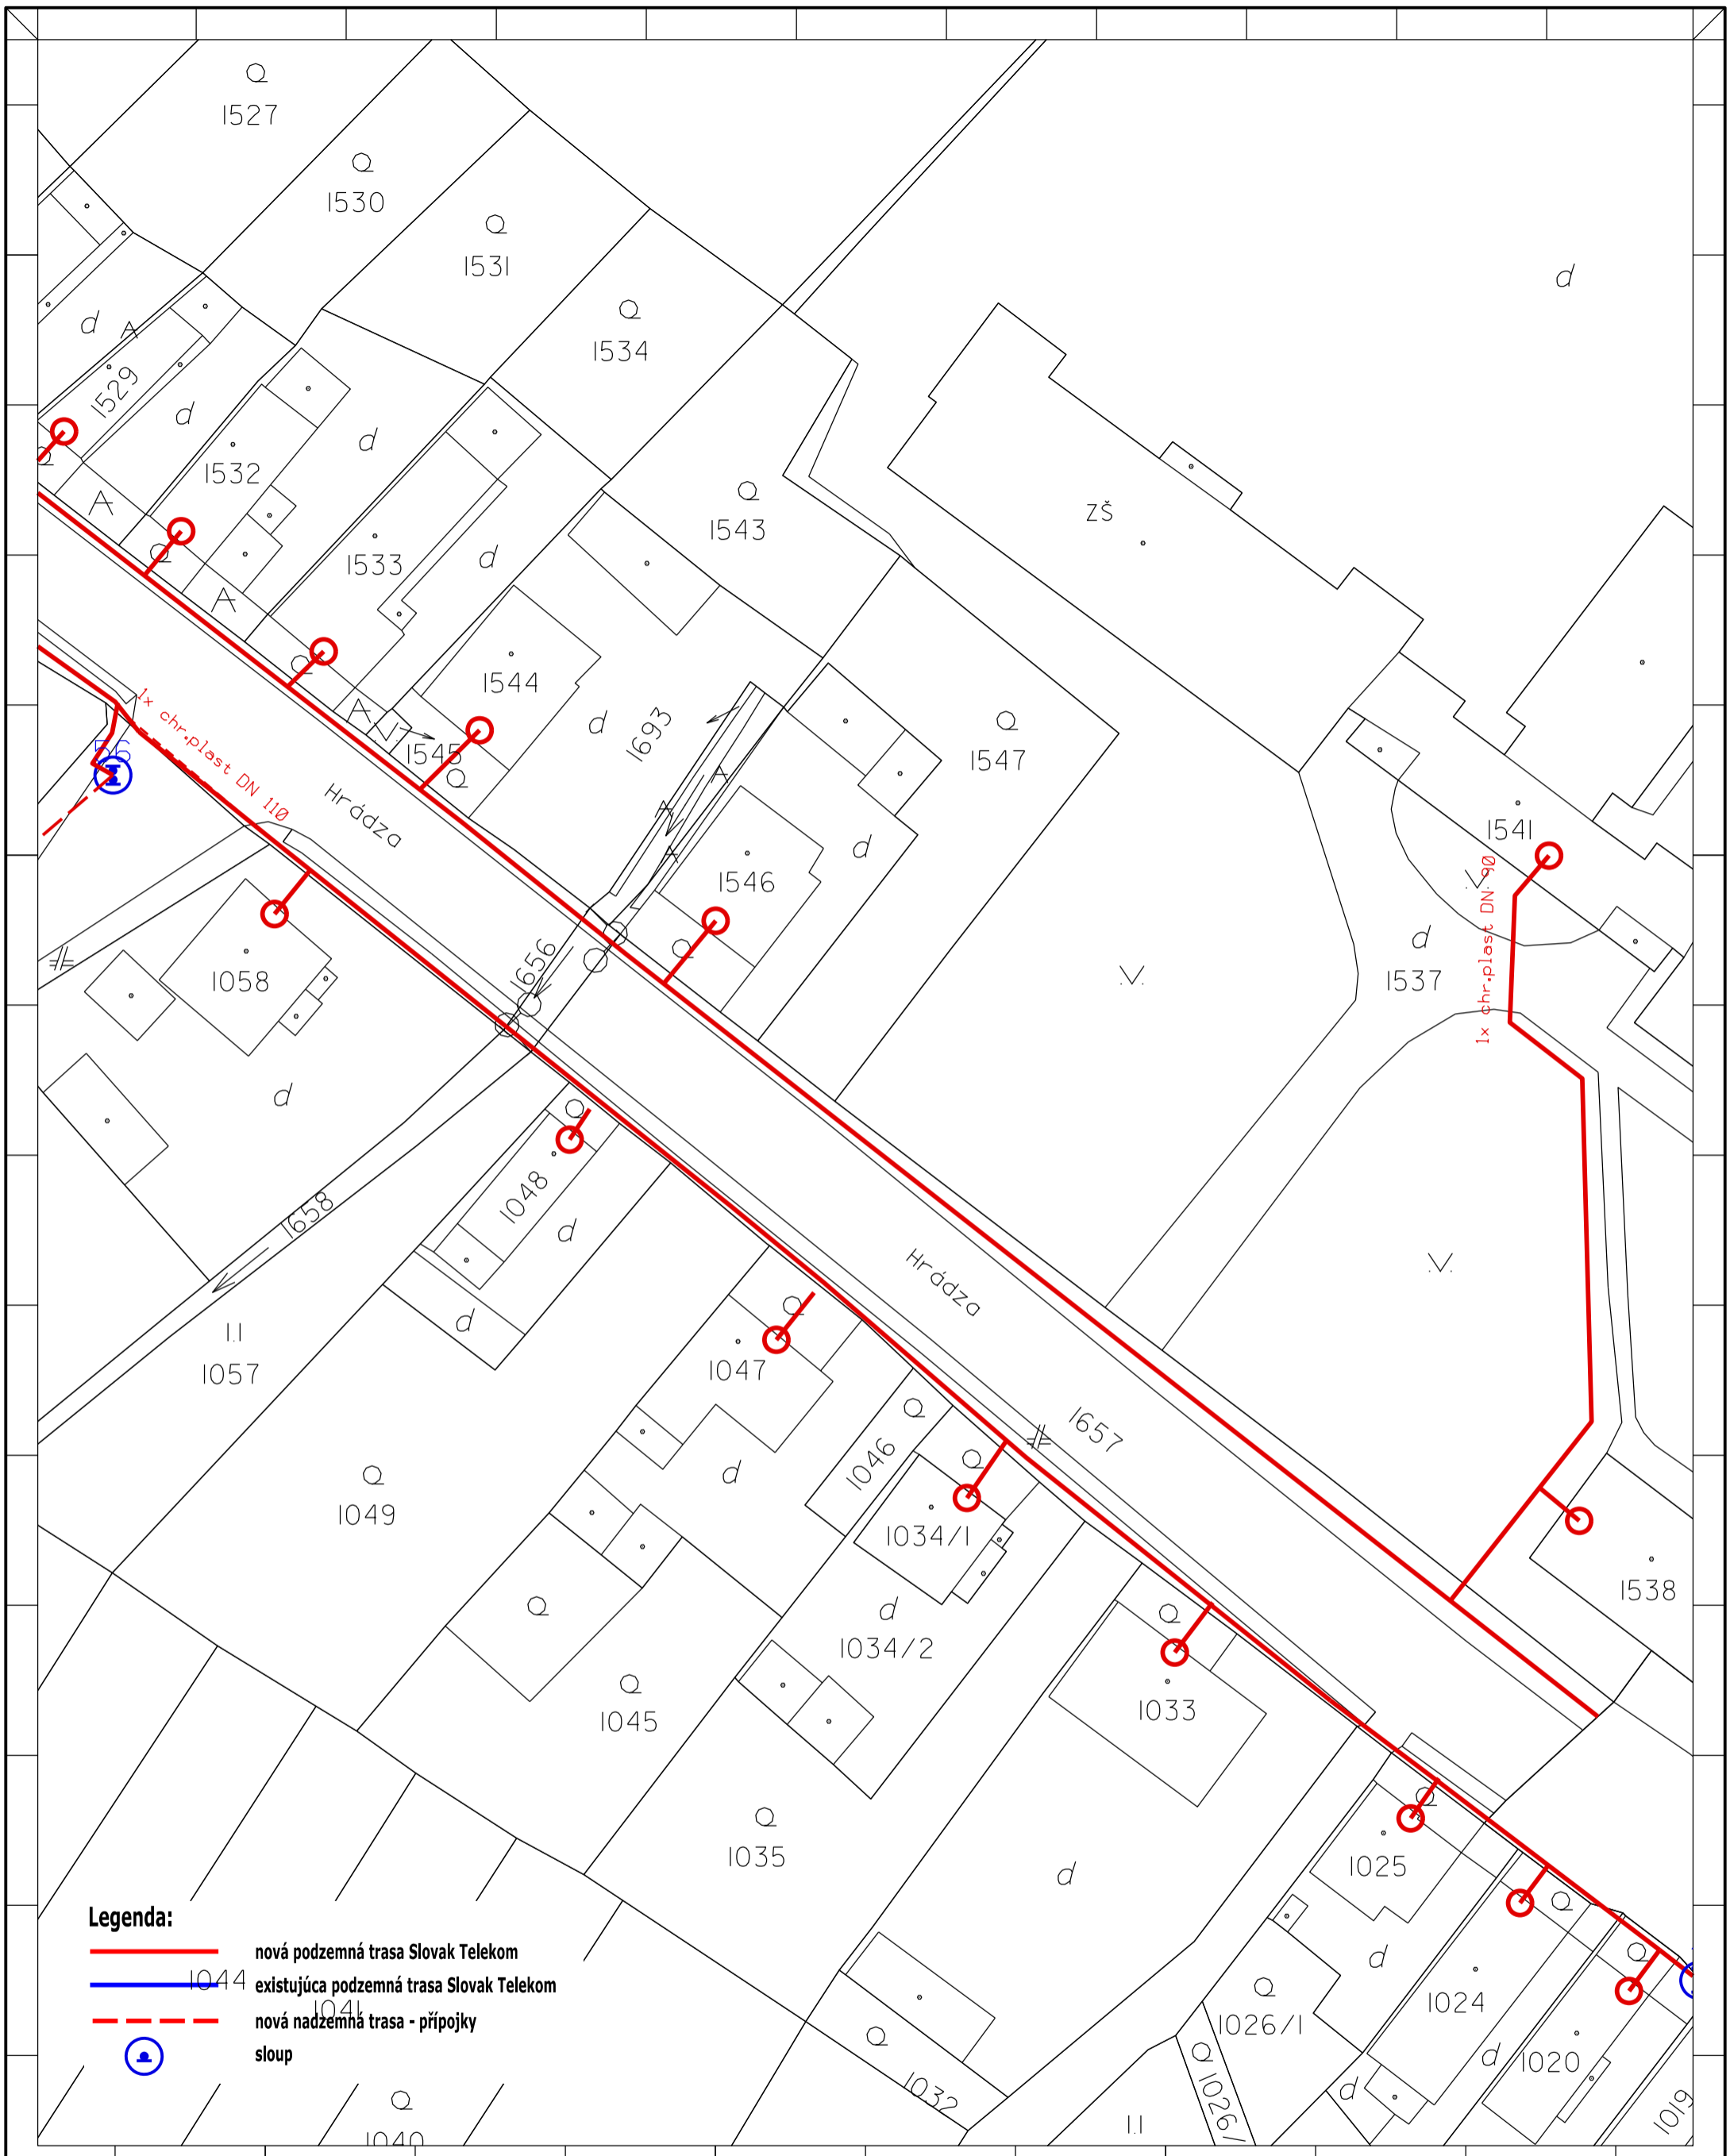 1527
1530
1531
d
1534
d
A
1529
d
d
1532
A
1543
ZŠ
1533
d
A
1544
A
d
1693
1545
1547
1x chr.plast DN 110
56
Hrádza
A
A
1546
d
1541
1x chr.plast DN 90
d
1537
1656
1058
d
1048
1658
d
Hrádza
d
1057
1047
1657
1046
d
1049
1034/1
d
1034/2
1538
1045
1033
1035
d
1025
d
Legenda:
nová podzemná trasa Slovak Telekom
existujúca podzemná trasa Slovak Telekom
1044
1041
nová nadzemná trasa - přípojky
sloup
1024
1026/1
1020
d
d
1032
1026/
1019
1040